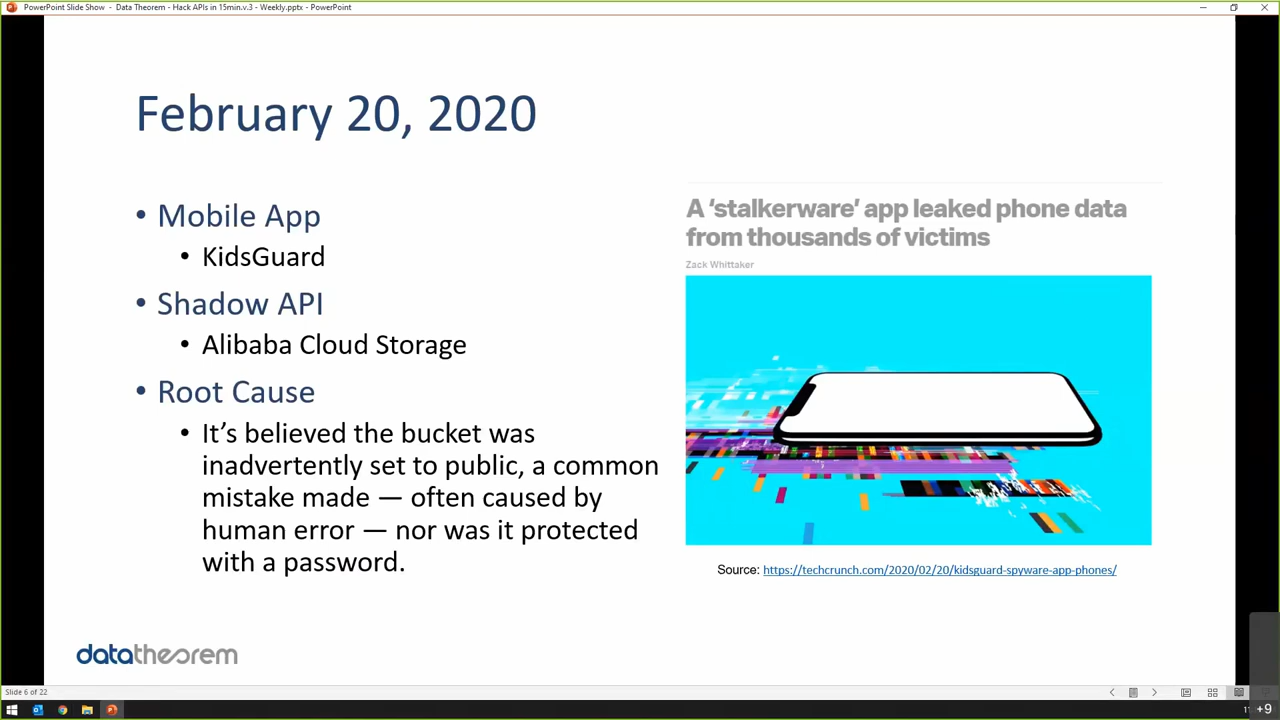 PowerPoint Slide Show - Data Theorem - Hack APIs in 15min.v.3 - Weekly.pptx - PowerPoint
February 20, 2020
• Mobile App
• KidsGuard
• Shadow API
• Alibaba Cloud Storage
• Root Cause
• It’s believed the bucket was
inadvertently set to public, a common
mistake made — often caused by
human error — nor was it protected
with a password.
A ‘stalkerware’ app leaked phone data
from thousands of victims
Zack Whittaker
Source: https://techcrunch.com/2020/02/20/kidsguard-spyware-app-phones/
datatheorem
Slide 6 of 22
+9